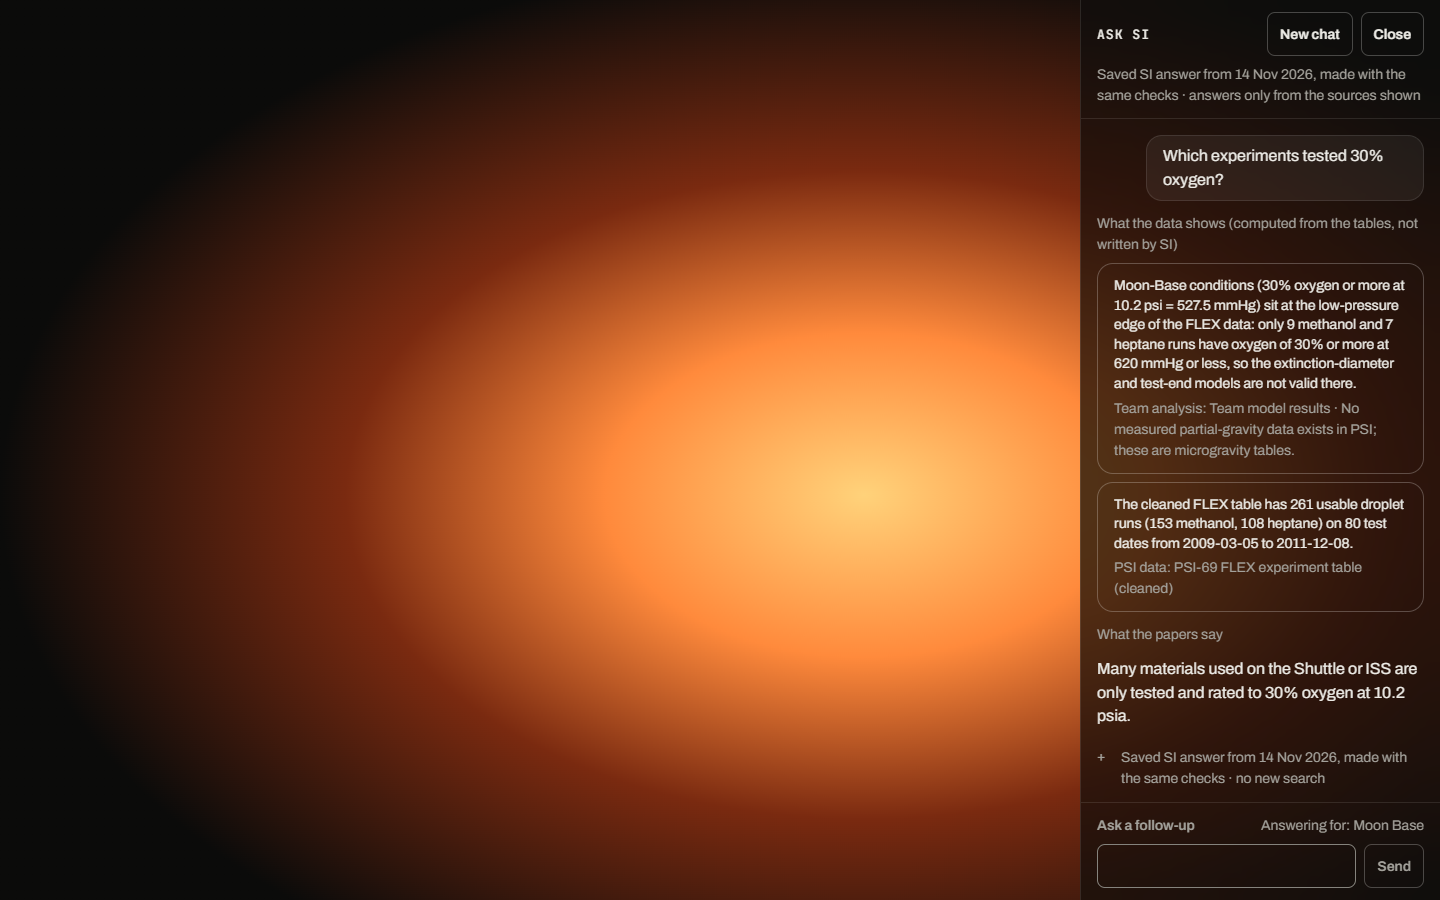 ASK SI
New chat
Close
Saved SI answer from 14 Nov 2026, made with the
same checks · answers only from the sources shown
Which experiments tested 30%
oxygen?
What the data shows (computed from the tables, not
written by SI)
Moon-Base conditions (30% oxygen or more at
10.2 psi = 527.5 mmHg) sit at the low-pressure
edge of the FLEX data: only 9 methanol and 7
heptane runs have oxygen of 30% or more at
620 mmHg or less, so the extinction-diameter
and test-end models are not valid there.
Team analysis: Team model results · No
measured partial-gravity data exists in PSI;
these are microgravity tables.
The cleaned FLEX table has 261 usable droplet
runs (153 methanol, 108 heptane) on 80 test
dates from 2009-03-05 to 2011-12-08.
PSI data: PSI-69 FLEX experiment table
(cleaned)
What the papers say
Many materials used on the Shuttle or ISS are
only tested and rated to 30% oxygen at 10.2
psia.
+ Saved SI answer from 14 Nov 2026, made with
the same checks · no new search
Ask a follow-up
Answering for: Moon Base
Send